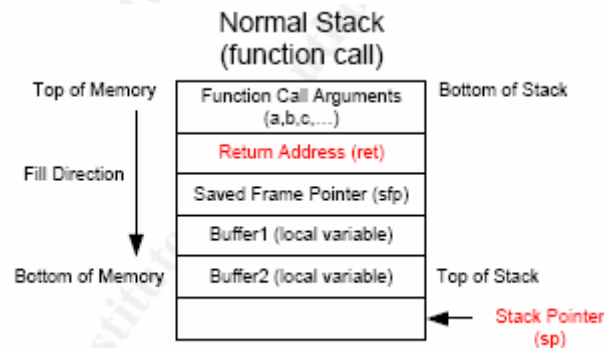 Normal Stack
(function call)
Top of Memory
Function Call Arguments
(a,b,c,...)
Bottom of Stack
Return Address (ret)
Fill Direction
Saved Frame Pointer (sfp)
Buffer1 (local variable)
Bottom of Memory
Buffer2 (local variable)
Top of Stack
Stack Pointer
(sp)